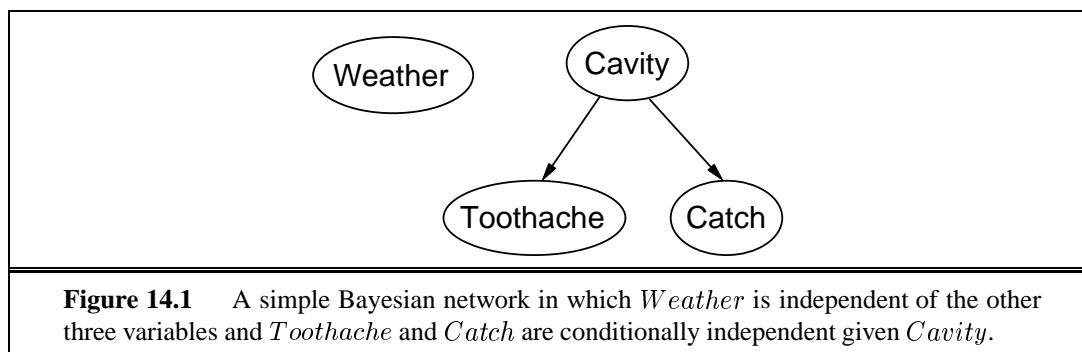 Weather
Cavity
Toothache
Catch
Figure 14.1 A simple Bayesian network in which Weather is independent of the other
three variables and Toothache and Catch are conditionally independent given Cavity.